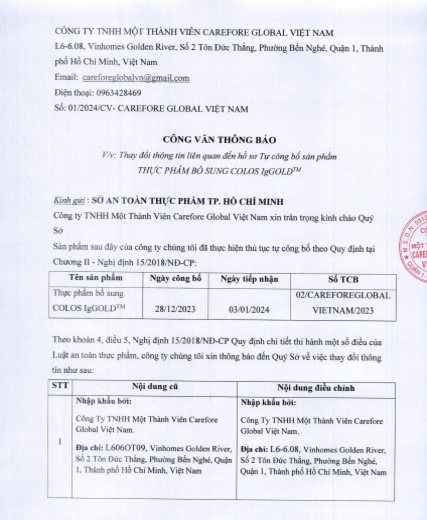 CÔNG TY TNHH MỘT THÀNH VIÊN CAREFORE GLOBAL VIỆT NAM
L6-6.08, Vinhomes Golden River, Số 2 Tôn Đức Thắng, Phường Bến Nghé, Quận 1, Thành
phố Hồ Chí Minh, Việt Nam
Email: careforeglobalvn@gmail.com
Điện thoại: 0963428469
Số: 01/2024/CV- CAREFORE GLOBAL VIỆT NAM
CÔNG VĂN THÔNG BÁO
V/v: Thay đổi thông tin liên quan đến hồ sơ Tự công bố sản phẩm
THỰC PHẨM BỔ SUNG COLOS IgGOLD™
Kính gửi : SỞ AN TOÀN THỰC PHẨM TP. HỒ CHÍ MINH
Công ty TNHH Một Thành Viên Carefore Global Việt Nam xin trân trọng kính chào Quý
Sở
Sản phẩm sau đây của công ty chúng tôi đã thực hiện thủ tục tự công bố theo Quy định tại
Chương II - Nghị định 15/2018/NĐ-CP:
Tên sản phẩm Ngày công bố Ngày tiếp nhận Số TCB
Thực phẩm bổ sung 02/CAREFOREGLOBAL
COLOS IgGOLD™ 28/12/2023 03/01/2024 VIETNAM/2023
Theo khoản 4, điều 5, Nghị định 15/2018/NĐ-CP Quy định chi tiết thi hành một số điều của
Luật an toàn thực phẩm, công ty chúng tôi xin thông báo đến Quý Sở về việc thay đổi thông
tin như sau:
STT Nội dung cũ Nội dung điều chỉnh
1
Nhập khẩu bởi:
Công Ty TNHH Một Thành Viên Carefore
Global Việt Nam.
Địa chỉ: L606OT09, Vinhomes Golden River,
Số 2 Tôn Đức Thắng, Phường Bến Nghé, Quận
1, Thành phố Hồ Chí Minh, Việt Nam
Nhập khẩu bởi:
Công Ty TNHH Một Thành Viên Carefore
Global Việt Nam.
Địa chỉ: L6-6.08, Vinhomes Golden River,
Số 2 Tôn Đức Thắng, Phường Bến Nghé,
Quận 1, Thành phố Hồ Chí Minh, Việt Nam